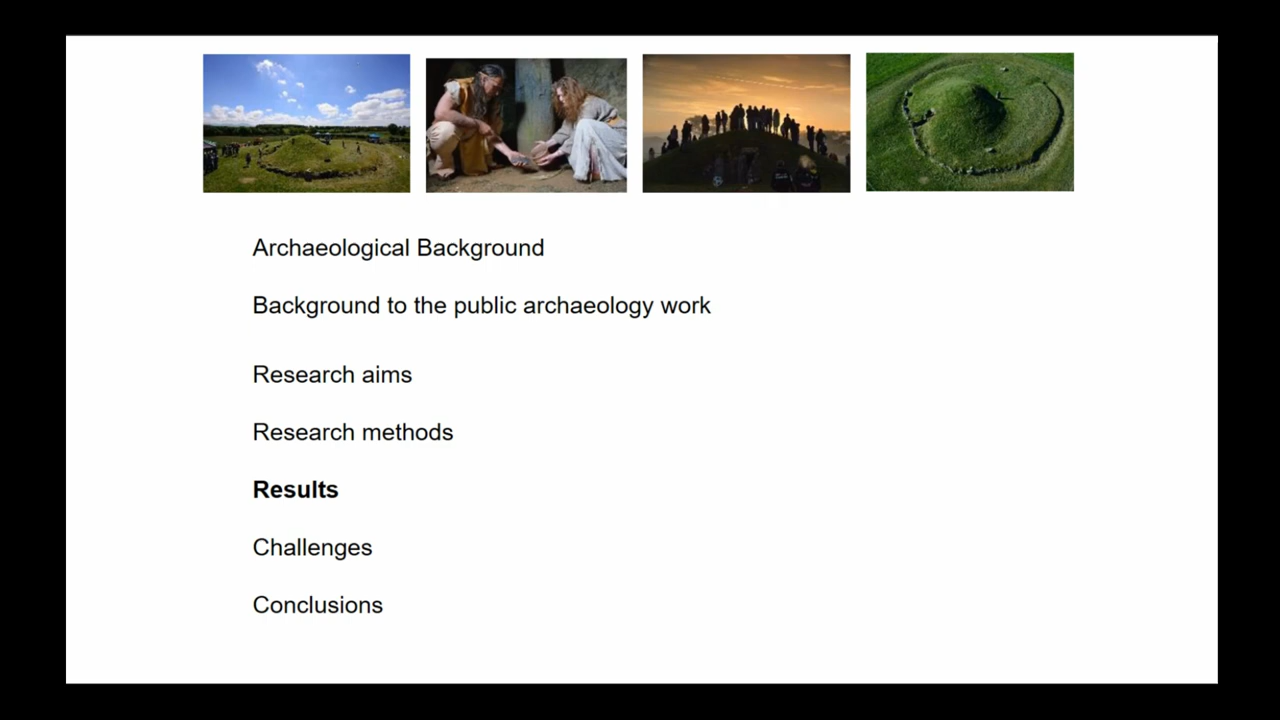 Archaeological Background
Background to the public archaeology work
Research aims
Research methods
Results
Challenges
Conclusions